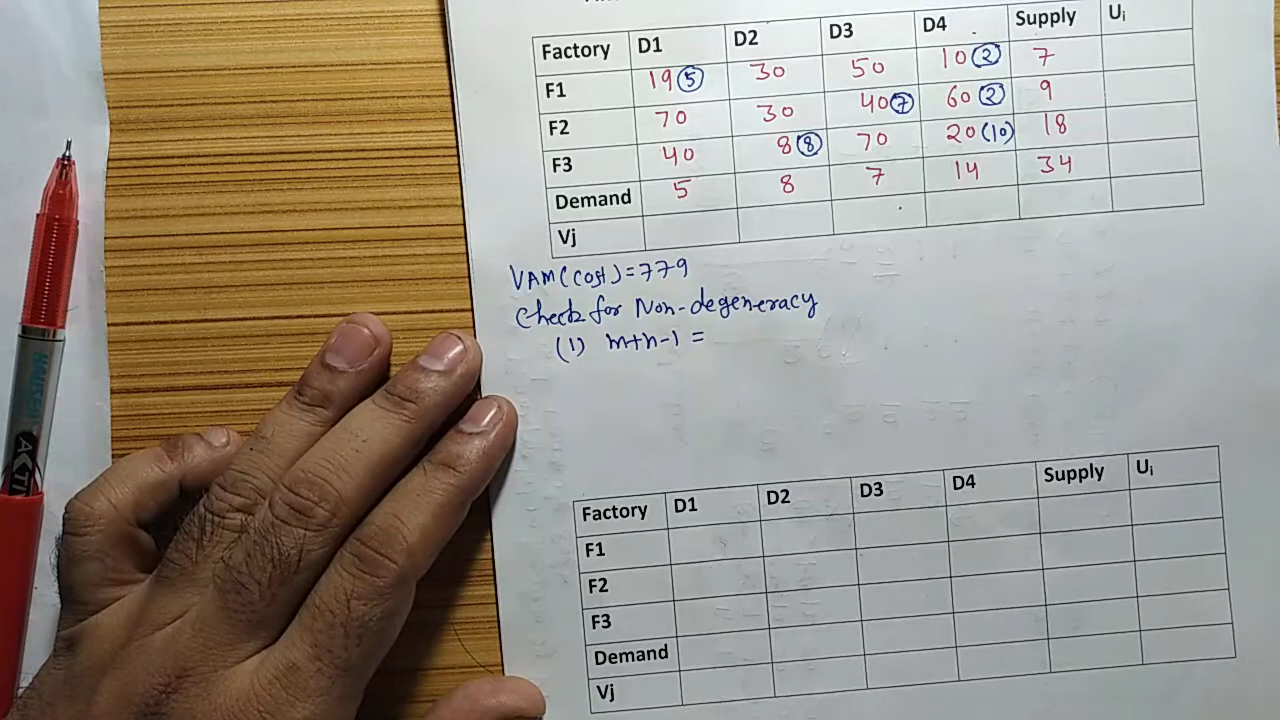 Factory D1 D2 D3 D4 Supply Ui
F1 19 (5) 30 50 10 (2) 7
F2 70 30 40 (7) 60 (2) 9
F3 40 8 (8) 70 20 (10) 18
Demand 5 8 7 14 34
Vj
VAM(cost)=779
Check for Non-degeneracy
(1) m+n-1 =
Factory D1 D2 D3 D4 Supply Ui
F1
F2
F3
Demand
Vj